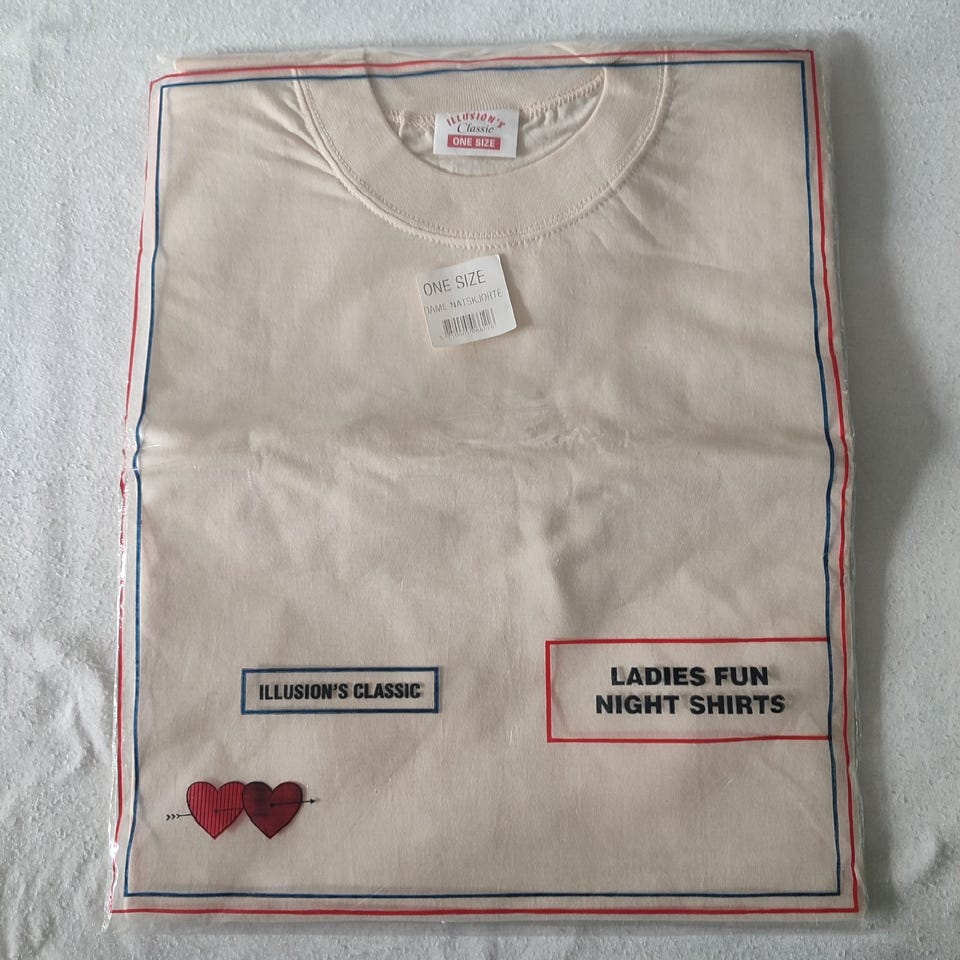 ILLUSION'S
Classic
ONE SIZE
ONE SIZE
DAME NATSKJORTE
ILLUSION'S CLASSIC
LADIES FUN
NIGHT SHIRTS